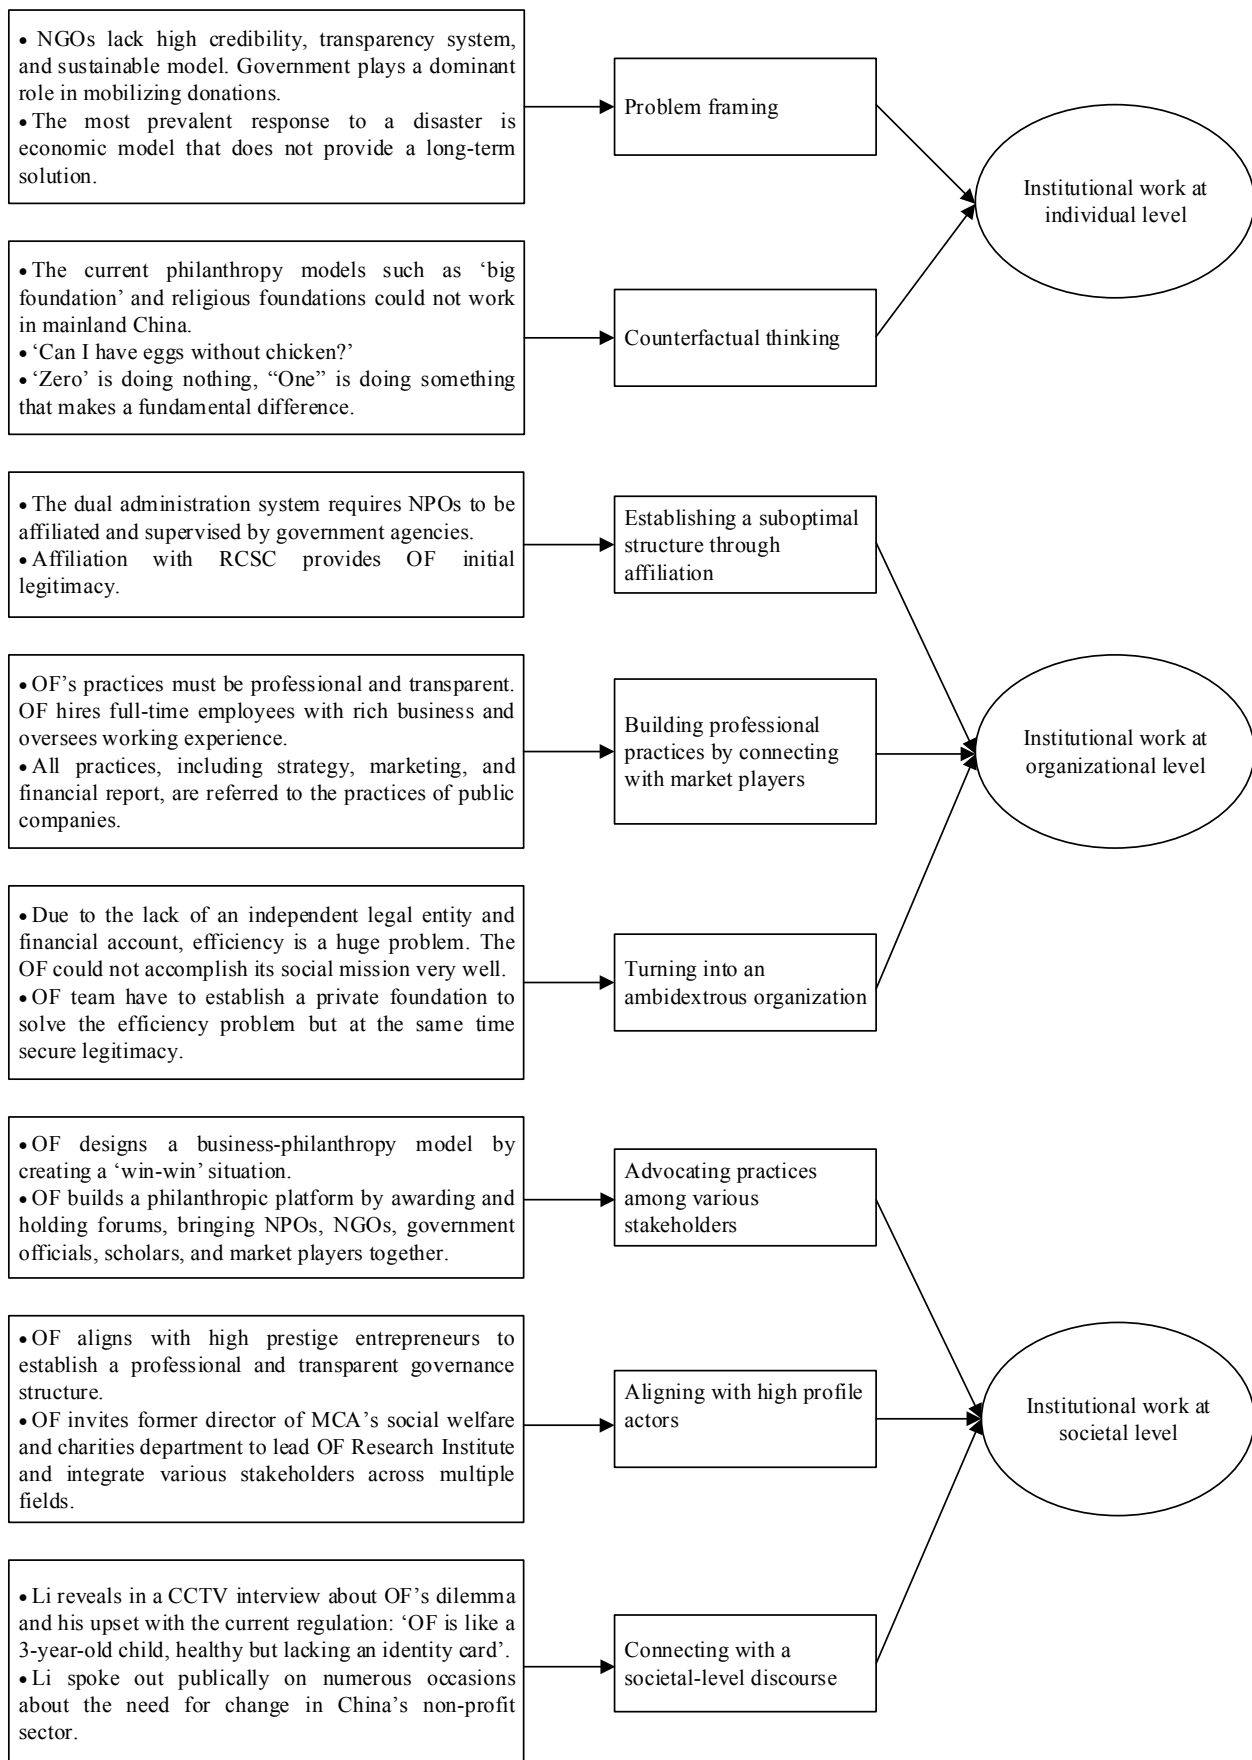 • NGOs lack high credibility, transparency system,
and sustainable model. Government plays a dominant
role in mobilizing donations.
• The most prevalent response to a disaster is
economic model that does not provide a long-term
solution.
Problem framing
Institutional work at
individual level
• The current philanthropy models such as ‘big
foundation’ and religious foundations could not work
in mainland China.
• ‘Can I have eggs without chicken?’
• ‘Zero’ is doing nothing, “One” is doing something
that makes a fundamental difference.
Counterfactual thinking
• The dual administration system requires NPOs to be
affiliated and supervised by government agencies.
• Affiliation with RCSC provides OF initial
legitimacy.
Establishing a suboptimal
structure through
affiliation
• OF’s practices must be professional and transparent.
OF hires full-time employees with rich business and
oversees working experience.
• All practices, including strategy, marketing, and
financial report, are referred to the practices of public
companies.
Building professional
practices by connecting
with market players
Institutional work at
organizational level
• Due to the lack of an independent legal entity and
financial account, efficiency is a huge problem. The
OF could not accomplish its social mission very well.
• OF team have to establish a private foundation to
solve the efficiency problem but at the same time
secure legitimacy.
Turning into an
ambidextrous organization
• OF designs a business-philanthropy model by
creating a ‘win-win’ situation.
• OF builds a philanthropic platform by awarding and
holding forums, bringing NPOs, NGOs, government
officials, scholars, and market players together.
Advocating practices
among various
stakeholders
• OF aligns with high prestige entrepreneurs to
establish a professional and transparent governance
structure.
• OF invites former director of MCA’s social welfare
and charities department to lead OF Research Institute
and integrate various stakeholders across multiple
fields.
Aligning with high profile
actors
Institutional work at
societal level
• Li reveals in a CCTV interview about OF’s dilemma
and his upset with the current regulation: ‘OF is like a
3-year-old child, healthy but lacking an identity card’.
• Li spoke out publically on numerous occasions
about the need for change in China’s non-profit
sector.
Connecting with a
societal-level discourse